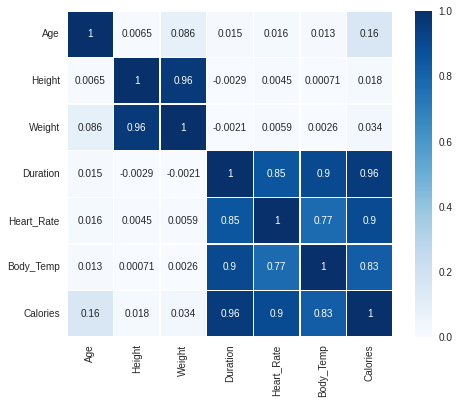 Age 1 0.0065 0.086 0.015 0.016 0.013 0.16
Height 0.0065 1 0.96 -0.0029 0.0045 0.00071 0.018
Weight 0.086 0.96 1 -0.0021 0.0059 0.0026 0.034
Duration 0.015 -0.0029 -0.0021 1 0.85 0.9 0.96
Heart_Rate 0.016 0.0045 0.0059 0.85 1 0.77 0.9
Body_Temp 0.013 0.00071 0.0026 0.9 0.77 1 0.83
Calories 0.16 0.018 0.034 0.96 0.9 0.83 1
Age Height Weight Duration Heart_Rate Body_Temp Calories
1.0
0.8
0.6
0.4
0.2
0.0